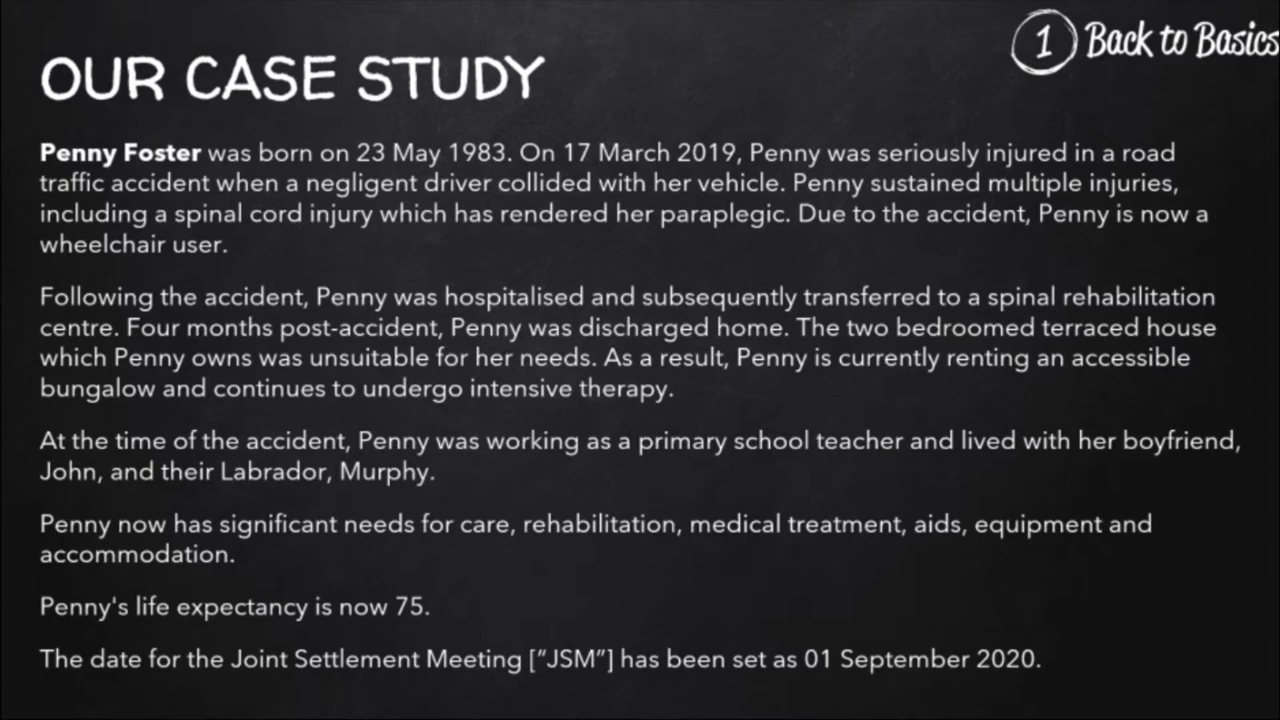 1 Back to Basics
OUR CASE STUDY
Penny Foster was born on 23 May 1983. On 17 March 2019, Penny was seriously injured in a road
traffic accident when a negligent driver collided with her vehicle. Penny sustained multiple injuries,
including a spinal cord injury which has rendered her paraplegic. Due to the accident, Penny is now a
wheelchair user.
Following the accident, Penny was hospitalised and subsequently transferred to a spinal rehabilitation
centre. Four months post-accident, Penny was discharged home. The two bedroomed terraced house
which Penny owns was unsuitable for her needs. As a result, Penny is currently renting an accessible
bungalow and continues to undergo intensive therapy.
At the time of the accident, Penny was working as a primary school teacher and lived with her boyfriend,
John, and their Labrador, Murphy.
Penny now has significant needs for care, rehabilitation, medical treatment, aids, equipment and
accommodation.
Penny's life expectancy is now 75.
The date for the Joint Settlement Meeting [“JSM”] has been set as 01 September 2020.